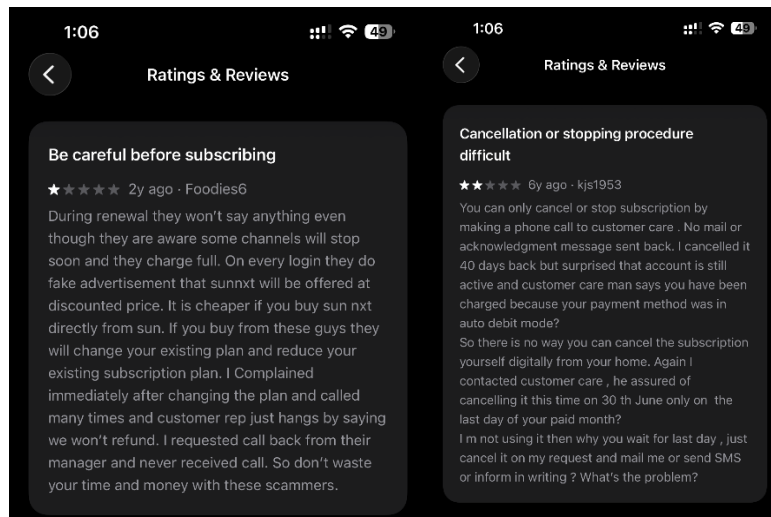 1:06
49
Ratings & Reviews
Be careful before subscribing
2y ago · Foodies6
During renewal they won't say anything even
though they are aware some channels will stop
soon and they charge full. On every login they do
fake advertisement that sunnxt will be offered at
discounted price. It is cheaper if you buy sun nxt
directly from sun. If you buy from these guys they
will change your existing plan and reduce your
existing subscription plan. I Complained
immediately after changing the plan and called
many times and customer rep just hangs by saying
we won't refund. I requested call back from their
manager and never received call. So don't waste
your time and money with these scammers.
1:06
49
Ratings & Reviews
Cancellation or stopping procedure
difficult
6y ago · kjs1953
You can only cancel or stop subscription by
making a phone call to customer care . No mail or
acknowledgment message sent back. I cancelled it
40 days back but surprised that account is still
active and customer care man says you have been
charged because your payment method was in
auto debit mode?
So there is no way you can cancel the subscription
yourself digitally from your home. Again I
contacted customer care , he assured of
cancelling it this time on 30 th June only on the
last day of your paid month?
I m not using it then why you wait for last day , just
cancel it on my request and mail me or send SMS
or inform in writing ? What's the problem?